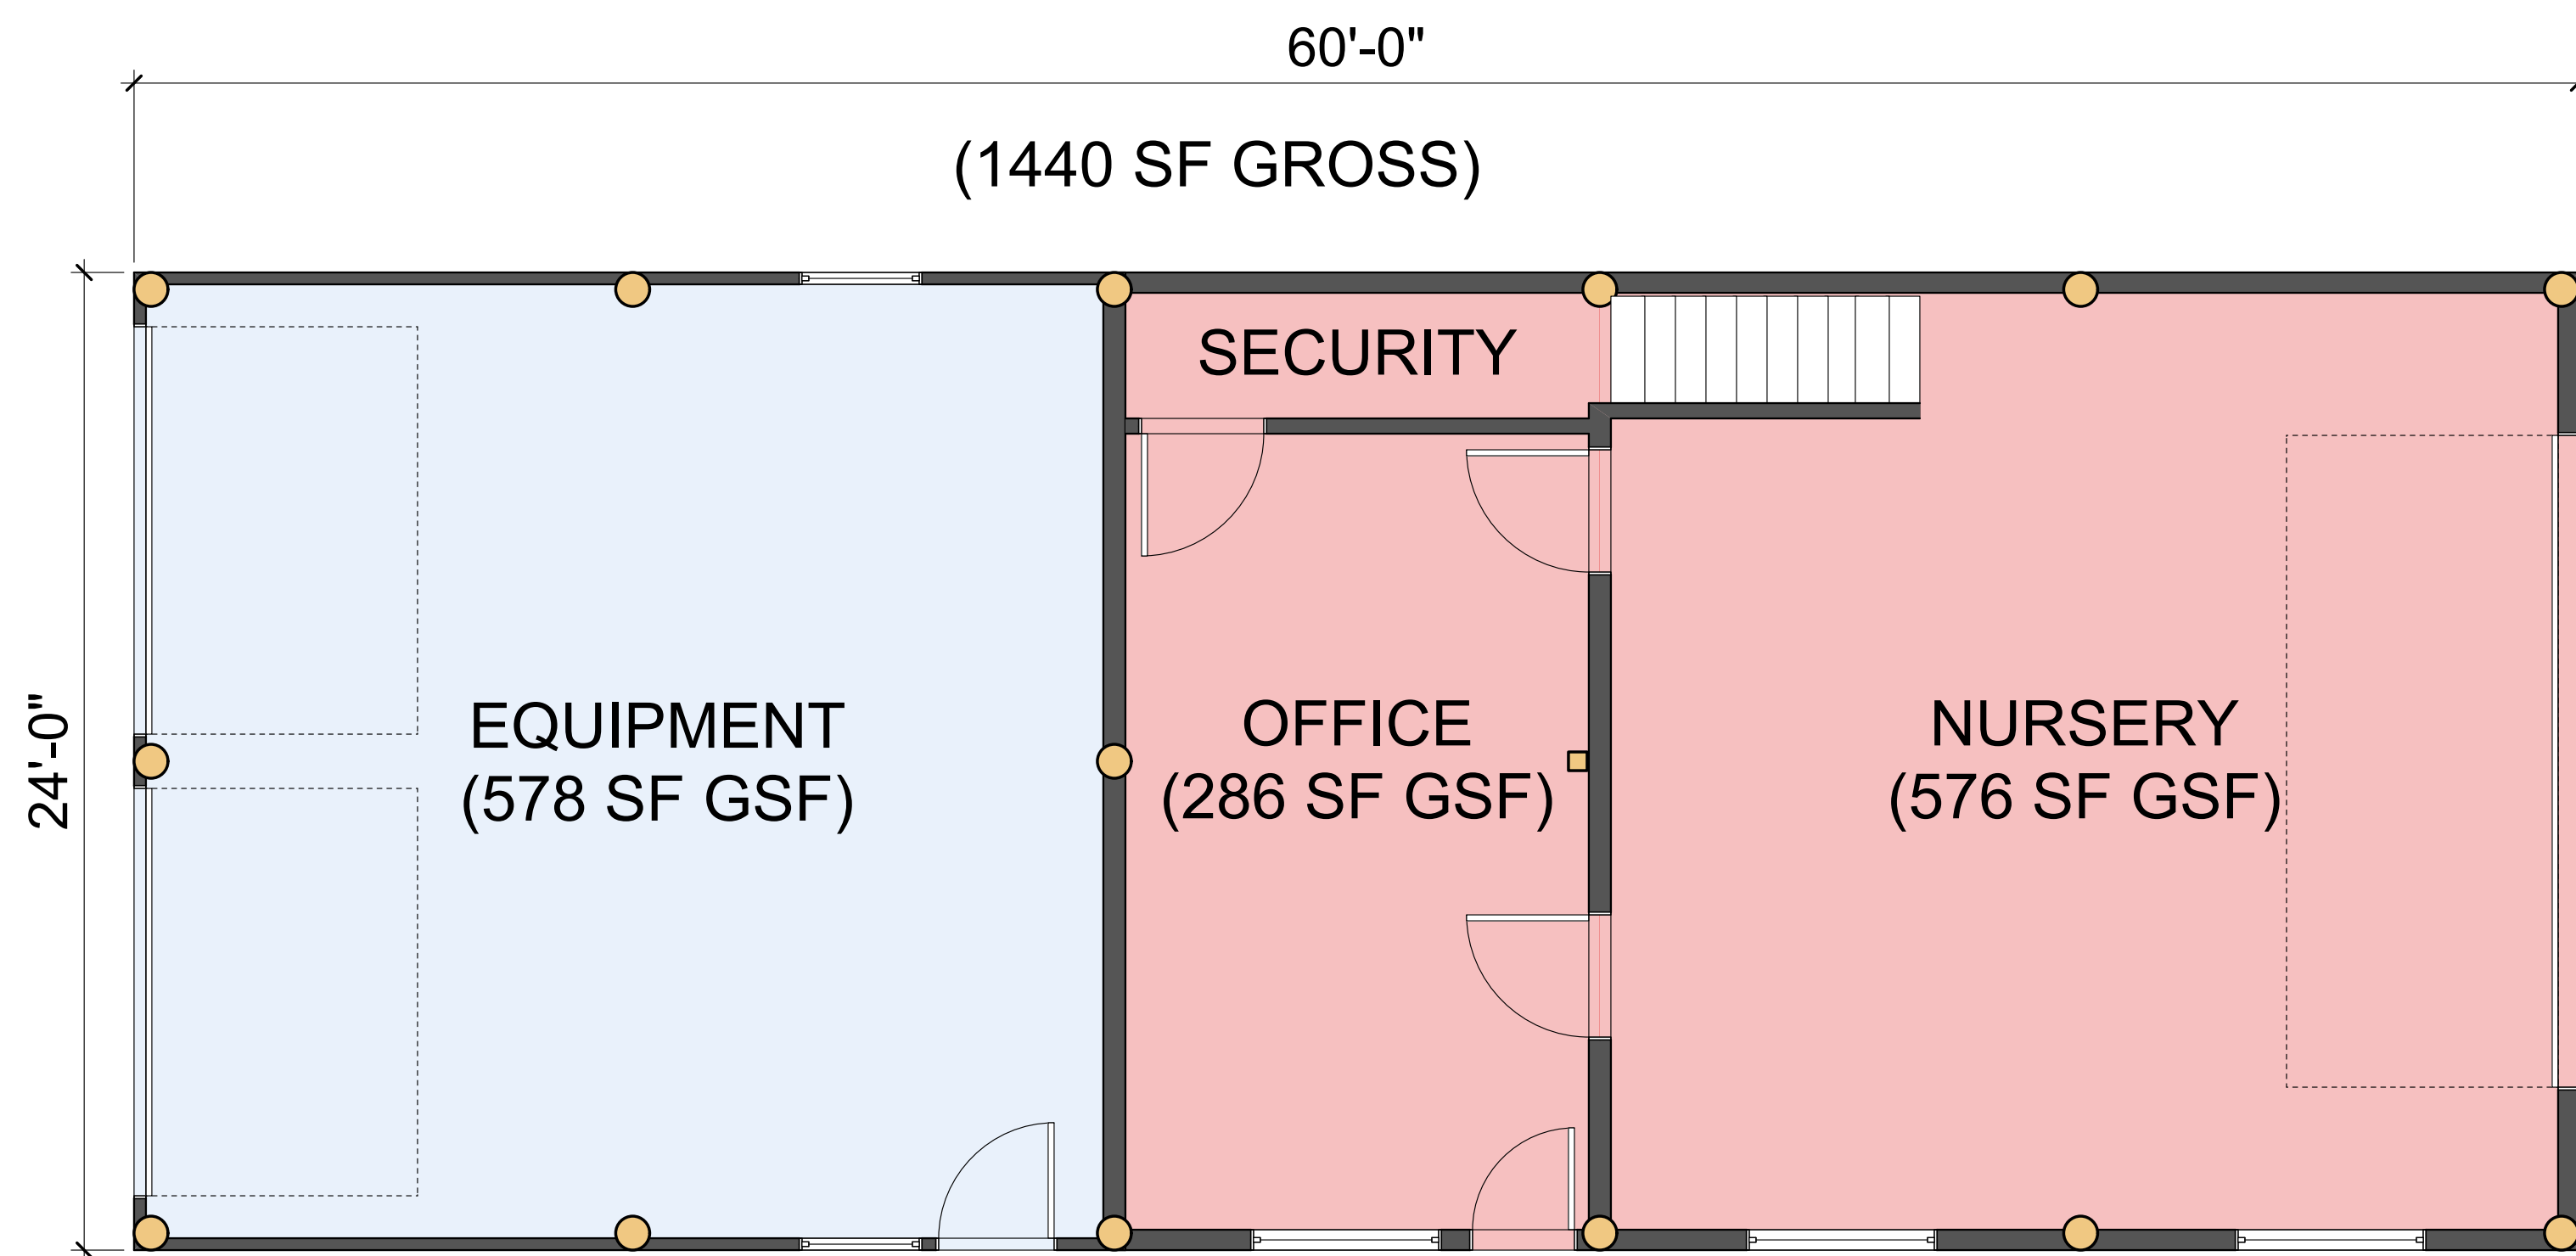 60'-0"
(1440 SF GROSS)
SECURITY
24'-0"
EQUIPMENT
(578 SF GSF)
OFFICE
(286 SF GSF)
NURSERY
(576 SF GSF)